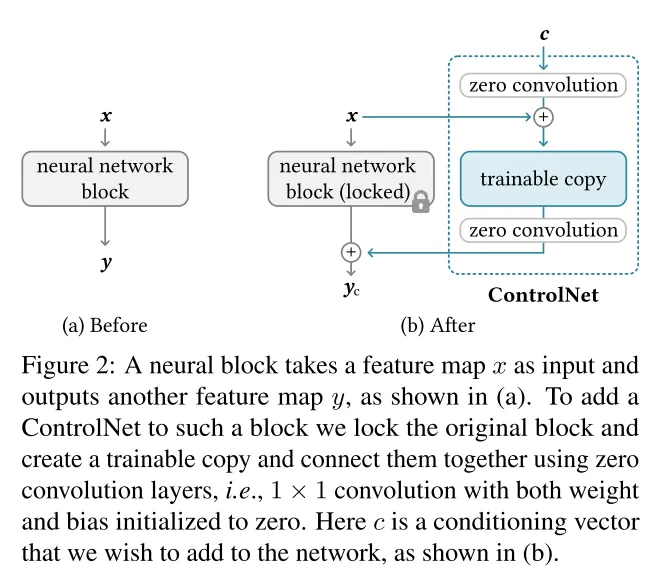 c
zero convolution
x
x
+
neural network
block
neural network
block (locked)
trainable copy
zero convolution
+
y
yc
ControlNet
(a) Before
(b) After
Figure 2: A neural block takes a feature map x as input and
outputs another feature map y, as shown in (a). To add a
ControlNet to such a block we lock the original block and
create a trainable copy and connect them together using zero
convolution layers, i.e., 1 × 1 convolution with both weight
and bias initialized to zero. Here c is a conditioning vector
that we wish to add to the network, as shown in (b).